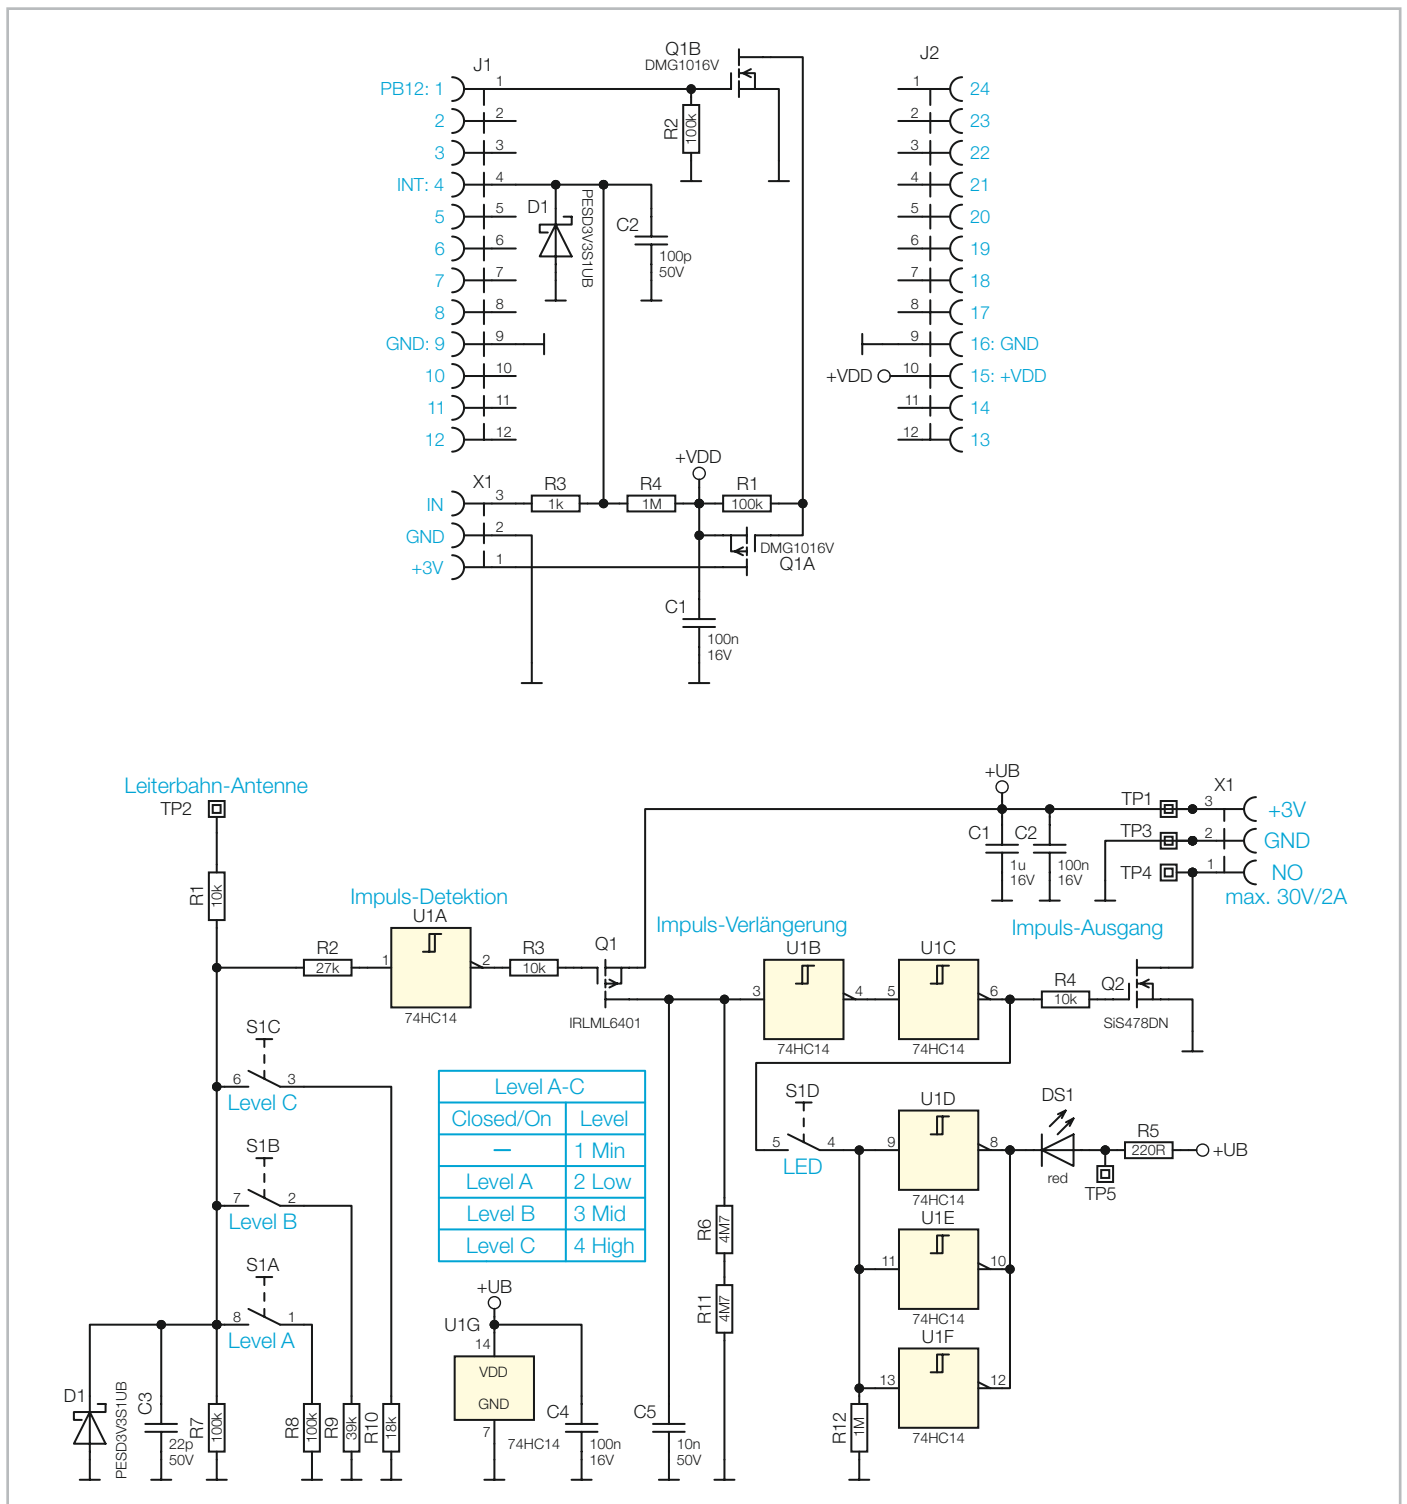 Q1B
DMG1016V
J1
J2
PB12: 1
1
R2
100k
1
24
2
2
2
23
3
3
3
22
INT: 4
4
4
21
D1
PESD3V3S1UB
C2
100p
50V
5
5
5
20
6
6
6
19
7
7
7
18
8
8
8
17
GND: 9
9
9
16: GND
10
10
+VDD
10
15: +VDD
11
11
11
14
12
12
12
13
+VDD
X1
IN
3
R3
1k
R4
1M
R1
100k
GND
2
DMG1016V
Q1A
+3V
1
C1
100n
16V
Leiterbahn-Antenne
TP2
R1
10k
Impuls-Detektion
U1A
R2
27k
1
2
74HC14
R3
10k
Q1
IRLML6401
+UB
C1
1u
16V
C2
100n
16V
TP1
TP3
TP4
X1
3
+3V
2
GND
1
NO
max. 30V/2A
Impuls-Verlängerung
Impuls-Ausgang
U1B
3
4
74HC14
U1C
5
6
74HC14
R4
10k
Q2
SiS478DN
S1C
6
3
Level C
S1B
7
2
Level B
S1A
8
1
Level A
Level A-C
Closed/On
Level
–
1 Min
Level A
2 Low
Level B
3 Mid
Level C
4 High
S1D
5
4
LED
U1D
9
8
74HC14
DS1
red
TP5
R5
220R
+UB
U1E
11
10
74HC14
U1F
13
12
74HC14
R6
4M7
R11
4M7
+UB
U1G
14
VDD
GND
7
74HC14
C4
100n
16V
C5
10n
50V
R12
1M
D1
PESD3V3S1UB
C3
22p
50V
R7
100k
R8
100k
R9
39k
R10
18k